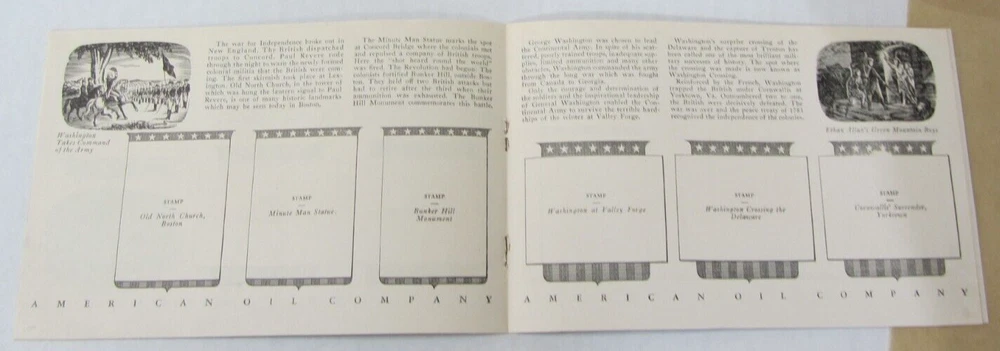 The war for Independence broke out in
New England. The British dispatched
troops to Concord. Paul Revere rode
through the night to warn the newly formed
colonial militia that the British were com-
ing. The first skirmish took place at Lex-
ington. Old North Church, in the tower of
which was hung the lantern signal to Paul
Revere, is one of many historic landmarks
which may be seen today in Boston.
The Minute Man Statue marks the spot
at Concord Bridge where the colonists met
and repulsed a company of British troops.
Here the "shot heard round the world"
was fired. The Revolution had begun. The
colonists fortified Bunker Hill, outside Bos-
ton. They held off two British attacks but
had to retire after the third when their
ammunition was exhausted. The Bunker
Hill Monument commemorates this battle.
Washington
Takes Command
of the Army
STAMP
Old North Church,
Boston
STAMP
Minute Man Statue
STAMP
Bunker Hill
Monument
AMERICAN OIL COMPANY
George Washington was chosen to lead
the Continental Army. In spite of his scat-
tered, poorly trained troops, inadequate sup-
plies, limited ammunition and many other
obstacles, Washington commanded the army
through the long war which was fought
from Canada to Georgia.
Only the courage and determination of
the soldiers and the inspirational leadership
of General Washington enabled the Con-
tinental Army to survive the terrible hard-
ships of the winter at Valley Forge.
Washington's surprise crossing of the
Delaware and the capture of Trenton has
been called one of the most brilliant mili-
tary successes of history. The spot where
the crossing was made is now known as
Washington Crossing.
Reinforced by the French, Washington
trapped the British under Cornwallis at
Yorktown, Va. Outnumbered two to one,
the British were decisively defeated. The
war was over and the peace treaty of 1783
recognized the independence of the colonies.
Ethan Allen's Green Mountain Boys
STAMP
Washington at Valley Forge
STAMP
Washington Crossing the
Delaware
STAMP
Cornwallis' Surrender,
Yorktown
AMERICAN OIL COMPANY